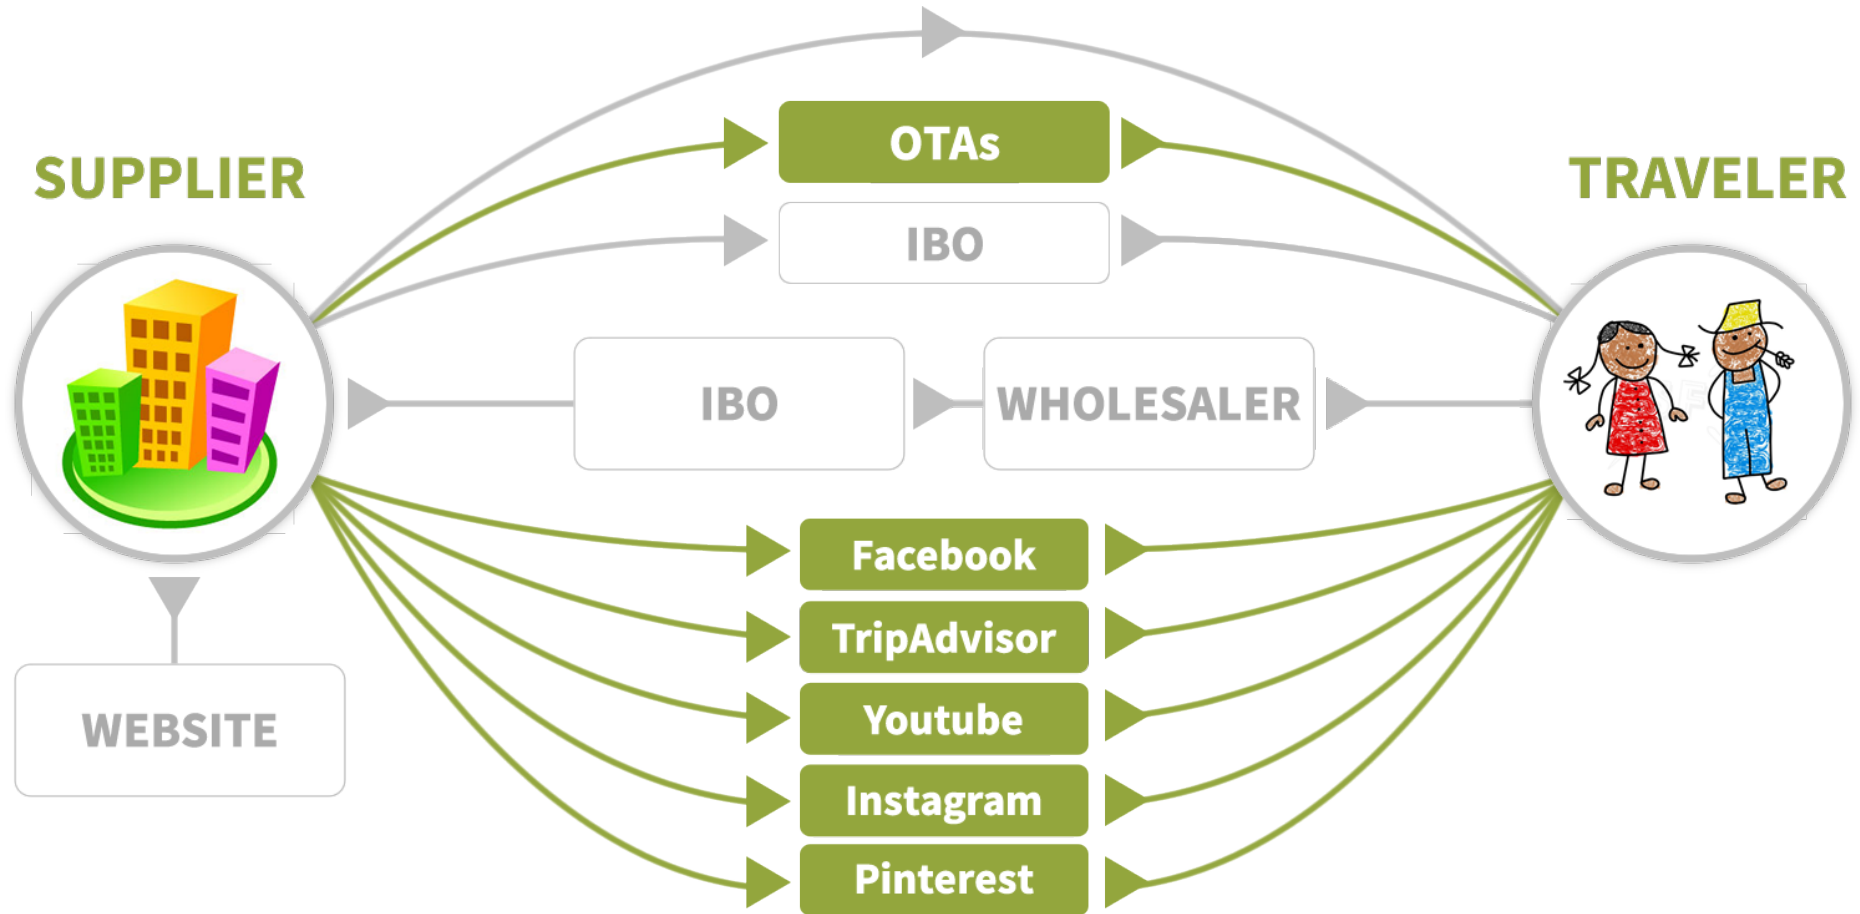 SUPPLIER
TRAVELER
OTAs
IBO
IBO
WHOLESALER
Facebook
TripAdvisor
Youtube
Instagram
Pinterest
WEBSITE